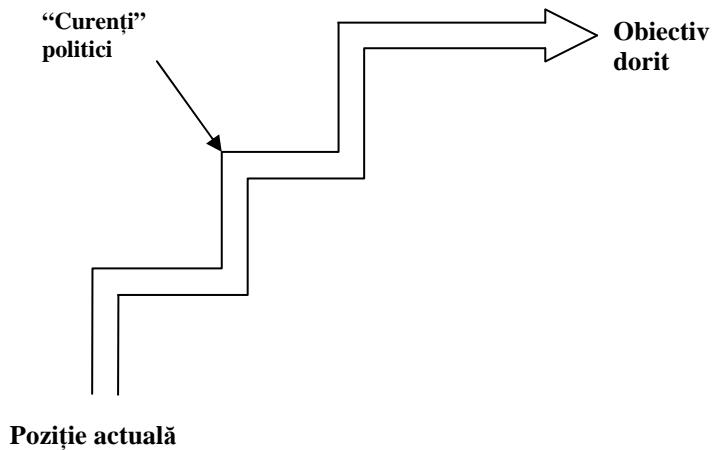 “Curenți”
politici
Obiectiv
dorit
Poziție actuală